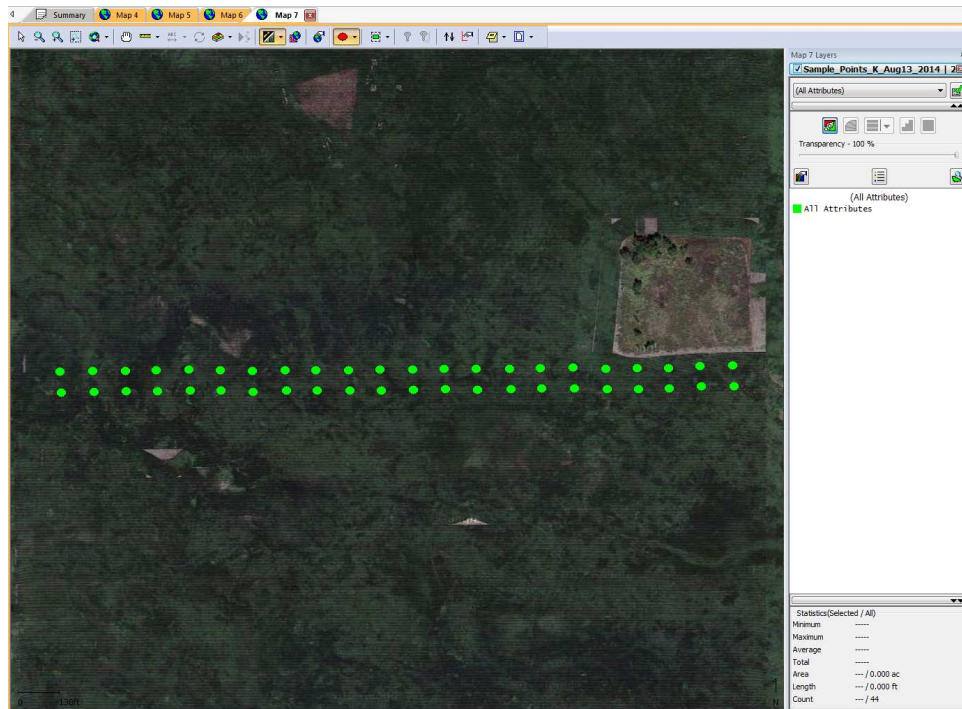 Summary Map 4 Map 5 Map 6 Map 7
Map 7 Layers
Sample_Points_K_Aug13_2014 | 2
(All Attributes)
Transparency - 100 %
(All Attributes)
All Attributes
Statistics(Selected / All)
Minimum -----
Maximum -----
Average -----
Total -----
Area --- / 0.000 ac
Length --- / 0.000 ft
Count --- / 44
0 130ft N